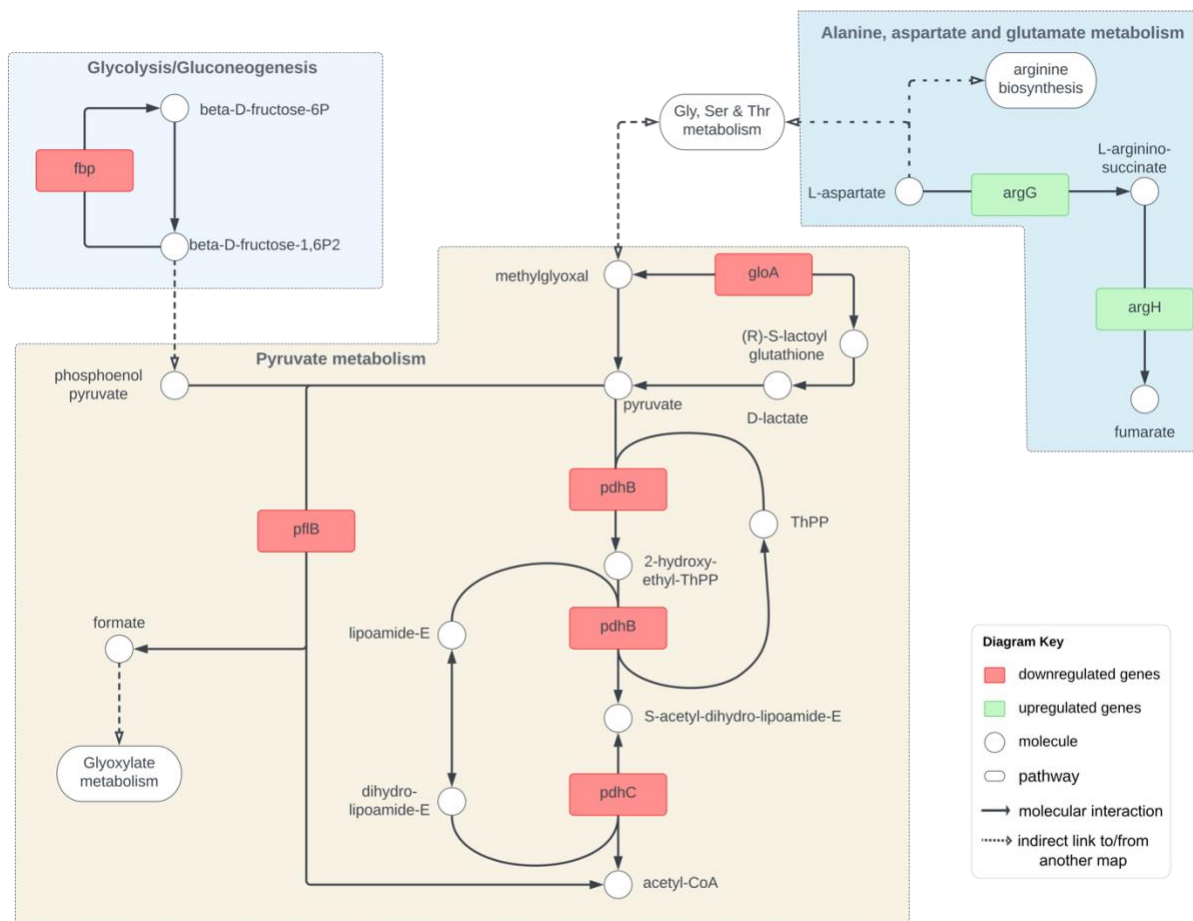 Alanine, aspartate and glutamate metabolism
Glycolysis/Gluconeogenesis
beta-D-fructose-6P
fbp
beta-D-fructose-1,6P2
Gly, Ser & Thr
metabolism
arginine
biosynthesis
L-arginino-
succinate
L-aspartate
argG
argH
fumarate
methylglyoxal
gloA
(R)-S-lactoyl
glutathione
Pyruvate metabolism
phosphoenol
pyruvate
pyruvate
D-lactate
pdhB
ThPP
pflB
2-hydroxy-
ethyl-ThPP
formate
lipoamide-E
pdhB
S-acetyl-dihydro-lipoamide-E
Glyoxylate
metabolism
dihydro-
lipoamide-E
pdhC
acetyl-CoA
Diagram Key
downregulated genes
upregulated genes
molecule
pathway
molecular interaction
indirect link to/from
another map